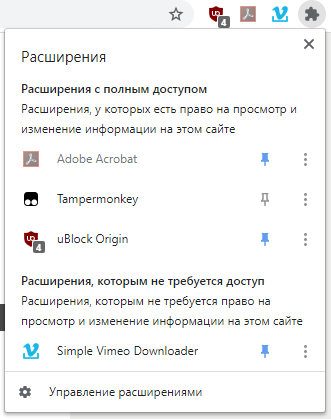 4
Расширения
Расширения с полным доступом
Расширения, у которых есть право на просмотр и
изменение информации на этом сайте
Adobe Acrobat
Tampermonkey
uBlock Origin
4
Расширения, которым не требуется доступ
Расширения, которым не требуется право на
просмотр и изменение информации на этом сайте
Simple Vimeo Downloader
Управление расширениями